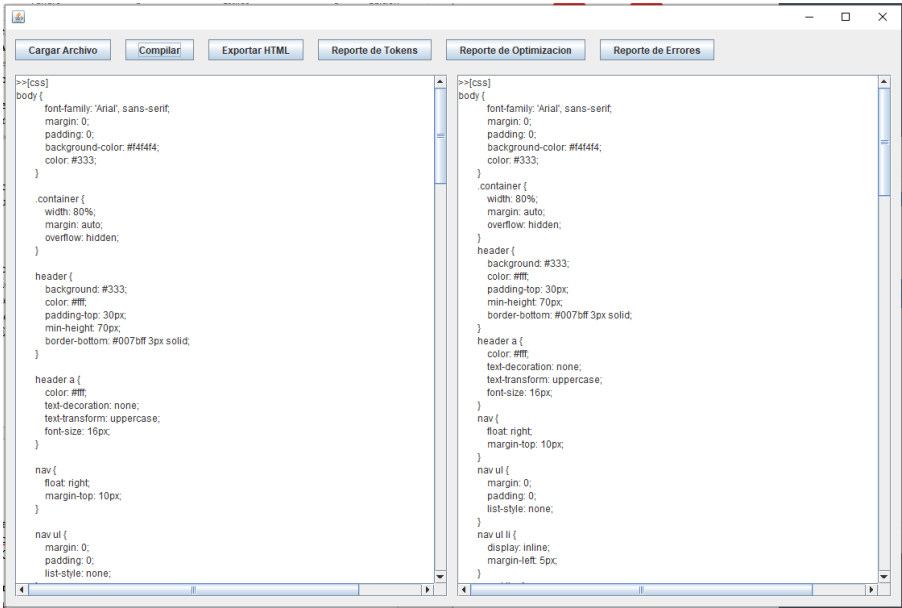 Cargar Archivo
Compilar
Exportar HTML
Reporte de Tokens
Reporte de Optimizacion
Reporte de Errores
>>[css]
body {
font-family: 'Arial', sans-serif;
margin: 0;
padding: 0;
background-color: #f4f4f4;
color: #333;
}
.container {
width: 80%;
margin: auto;
overflow: hidden;
}
header {
background: #333;
color: #fff;
padding-top: 30px;
min-height: 70px;
border-bottom: #007bff 3px solid;
}
header a {
color: #fff;
text-decoration: none;
text-transform: uppercase;
font-size: 16px;
}
nav {
float: right;
margin-top: 10px;
}
nav ul {
margin: 0;
padding: 0;
list-style: none;
>>[css]
body {
font-family: 'Arial', sans-serif;
margin: 0;
padding: 0;
background-color: #f4f4f4;
color: #333;
}
.container {
width: 80%;
margin: auto;
overflow: hidden;
}
header {
background: #333;
color: #fff;
padding-top: 30px;
min-height: 70px;
border-bottom: #007bff 3px solid;
}
header a {
color: #fff;
text-decoration: none;
text-transform: uppercase;
font-size: 16px;
}
nav {
float: right;
margin-top: 10px;
}
nav ul {
margin: 0;
padding: 0;
list-style: none;
}
nav ul li {
display: inline;
margin-left: 5px;
}